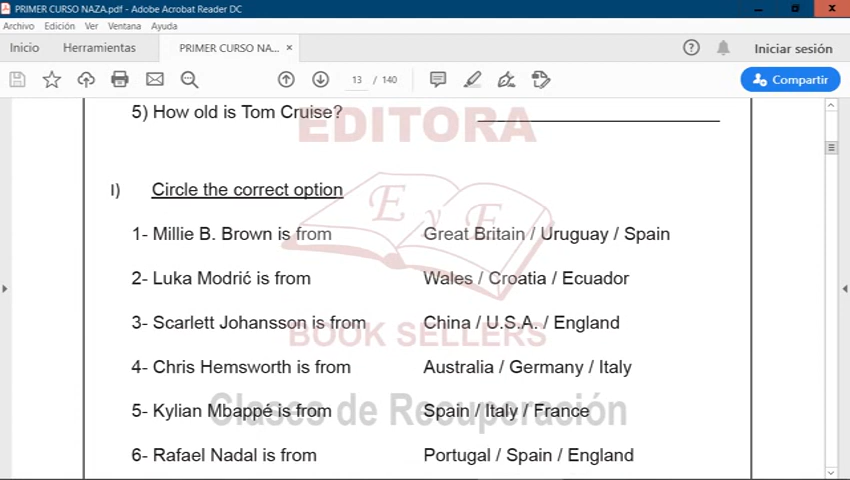 PRIMER CURSO NAZA.pdf - Adobe Acrobat Reader DC
Archivo Edición Ver Ventana Ayuda
Inicio Herramientas PRIMER CURSO NA... × Iniciar sesión
13 / 140 Compartir
5) How old is Tom Cruise? ____________________
EDITORA
I) Circle the correct option
E y E
1- Millie B. Brown is from Great Britain / Uruguay / Spain
2- Luka Modrić is from Wales / Croatia / Ecuador
3- Scarlett Johansson is from China / U.S.A. / England
BOOK SELLERS
4- Chris Hemsworth is from Australia / Germany / Italy
5- Kylian Mbappé is from Spain / Italy / France
Clases de Recuperación
6- Rafael Nadal is from Portugal / Spain / England